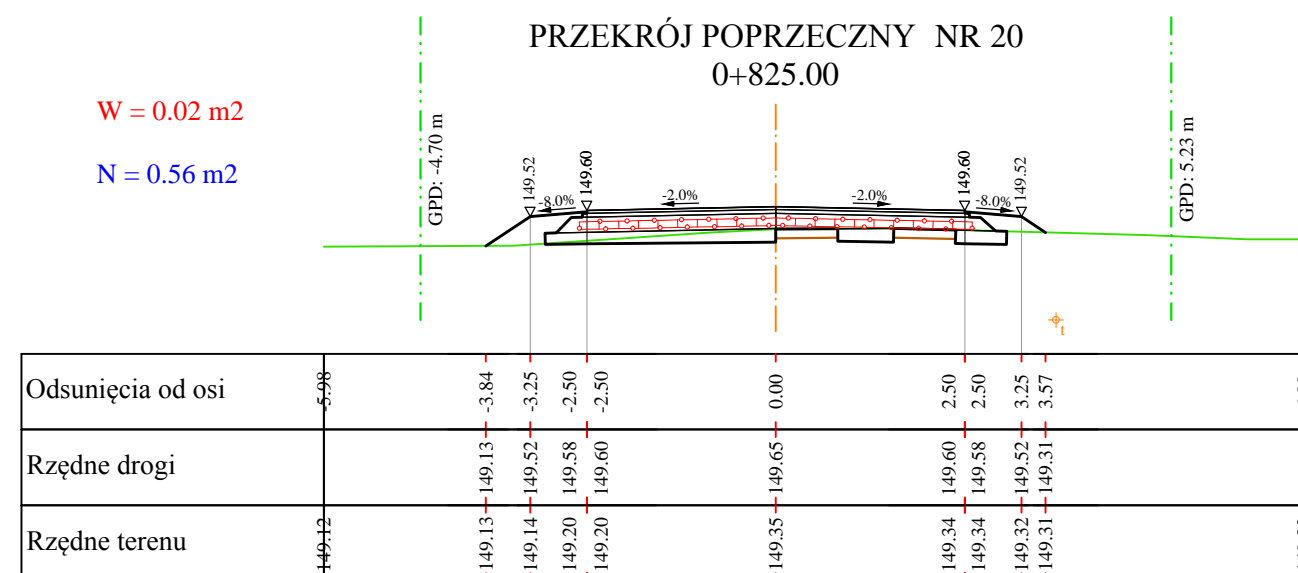 PRZEKRÓJ POPRZECZNY NR 20
0+825.00
W = 0.02 m2
N = 0.56 m2
GPD: -4.70 m
GPD: 5.23 m
149.52
149.60
149.60
149.52
-8.0%
-2.0%
-2.0%
-8.0%
t
Odsunięcia od osi -5.98 -3.84 -3.25 -2.50 -2.50 0.00 2.50 2.50 3.25 3.57
Rzędne drogi 149.13 149.52 149.58 149.60 149.65 149.60 149.58 149.52 149.31
Rzędne terenu 149.12 149.13 149.14 149.20 149.20 149.35 149.34 149.34 149.32 149.31